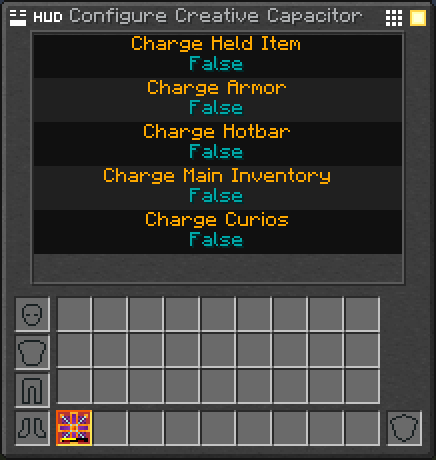 HUD Configure Creative Capacitor
Charge Held Item
False
Charge Armor
False
Charge Hotbar
False
Charge Main Inventory
False
Charge Curios
False